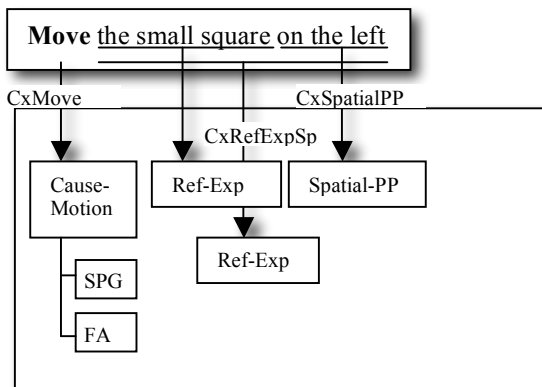 Move the small square on the left
CxMove
CxSpatialPP
CxRefExpSp
Cause-
Motion
Ref-Exp
Spatial-PP
Ref-Exp
SPG
FA